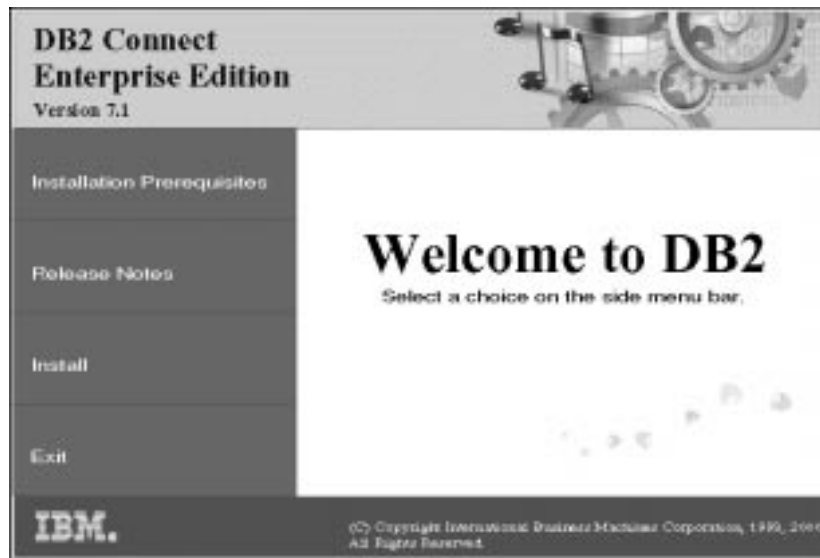 DB2 Connect
Enterprise Edition
Version 7.1
Installation Prerequisites
Release Notes
Install
Exit
Welcome to DB2
Select a choice on the side menu bar.
IBM.
(C) Copyright International Business Machines Corporation, 1993,
All Rights Reserved.